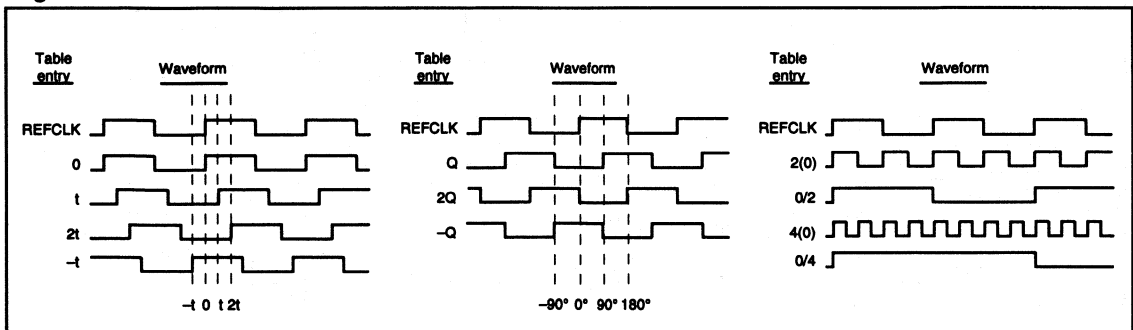 Table
entry
Waveform
REFCLK
0
t
2t
–t
–t 0 t 2t
Table
entry
Waveform
REFCLK
Q
2Q
–Q
–90° 0° 90° 180°
Table
entry
Waveform
REFCLK
2(0)
0/2
4(0)
0/4